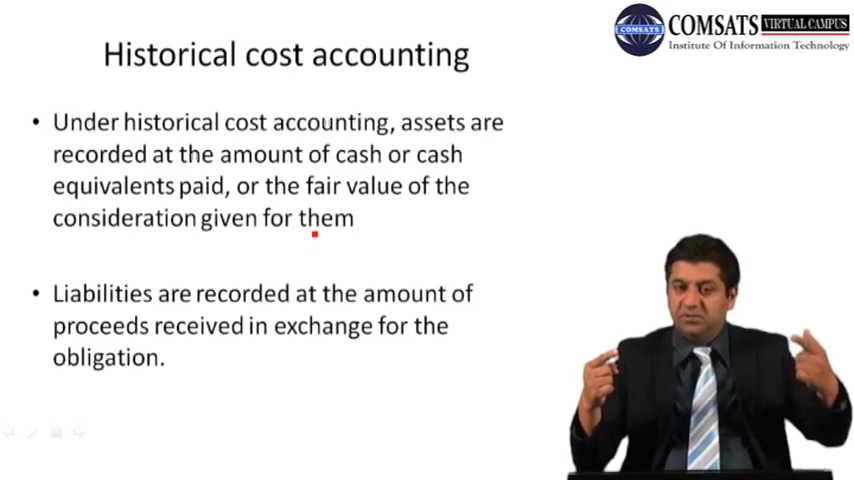 COMSATS VIRTUAL CAMPUS
COMSATS
Institute Of Information Technology
Historical cost accounting
• Under historical cost accounting, assets are
recorded at the amount of cash or cash
equivalents paid, or the fair value of the
consideration given for them
• Liabilities are recorded at the amount of
proceeds received in exchange for the
obligation.